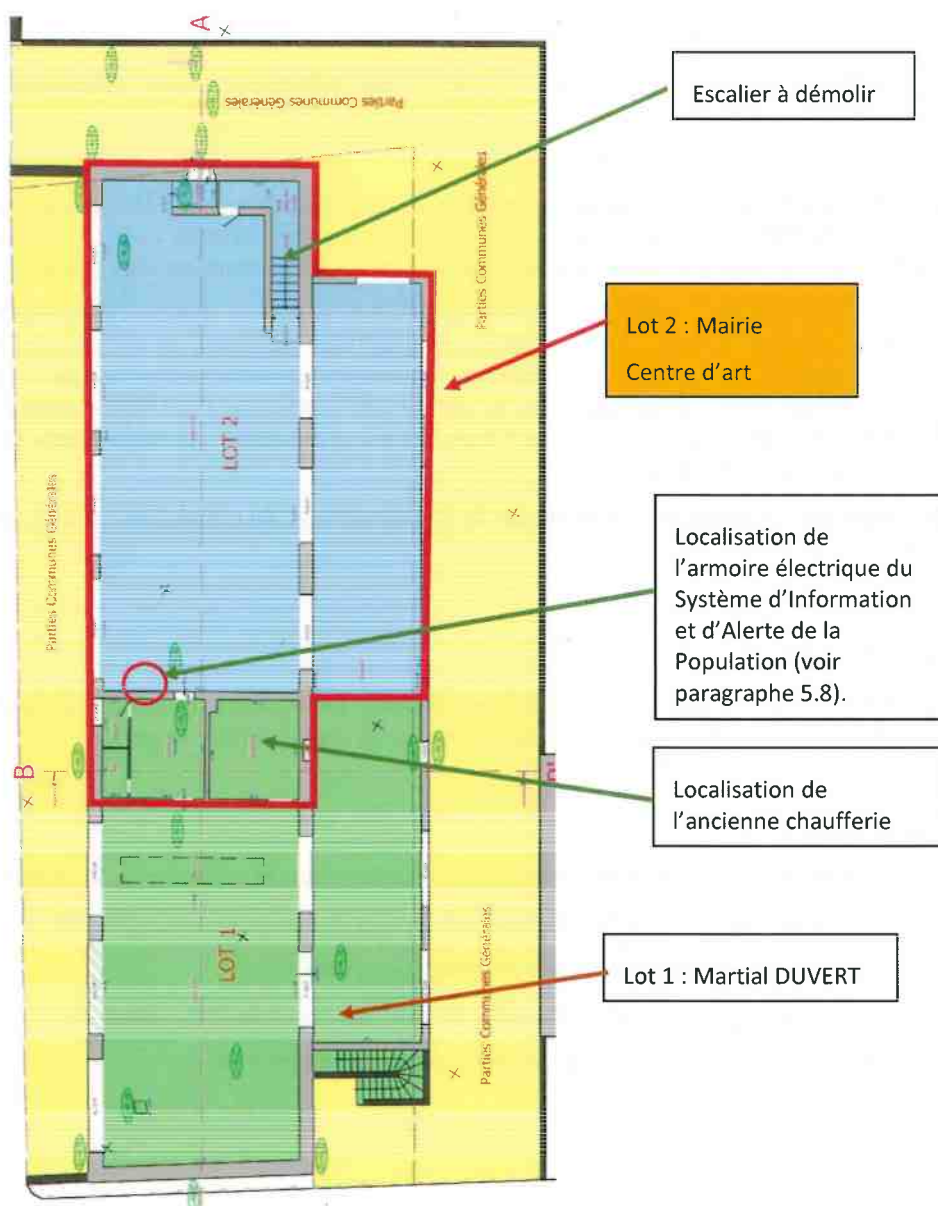 A
Parties Communes Générales
Escalier à démolir
Parties Communes Générales
Lot 2 : Mairie
Centre d'art
LOT 2
Parties Communes Générales
Localisation de
l'armoire électrique du
Système d'Information
et d'Alerte de la
Population (voir
paragraphe 5.8).
B
Localisation de
l'ancienne chaufferie
LOT 1
Lot 1 : Martial DUVERT
Parties Communes Générales